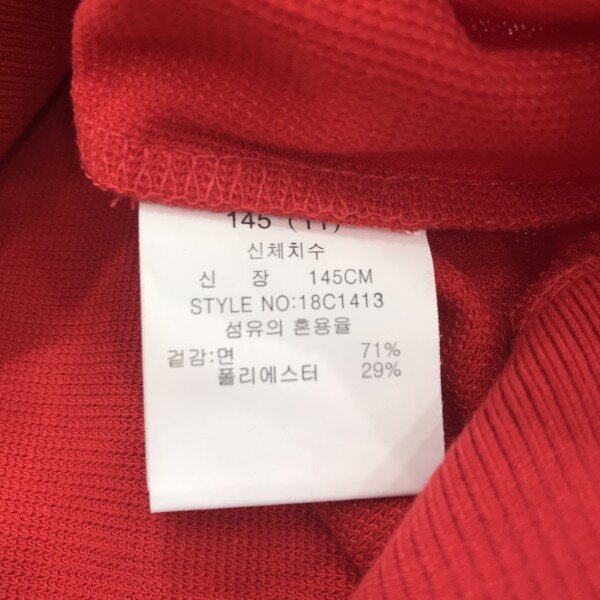 145 (11)
신체치수
신 장 145CM
STYLE NO:18C1413
섬유의 혼용율
겉감:면 71%
폴리에스터 29%